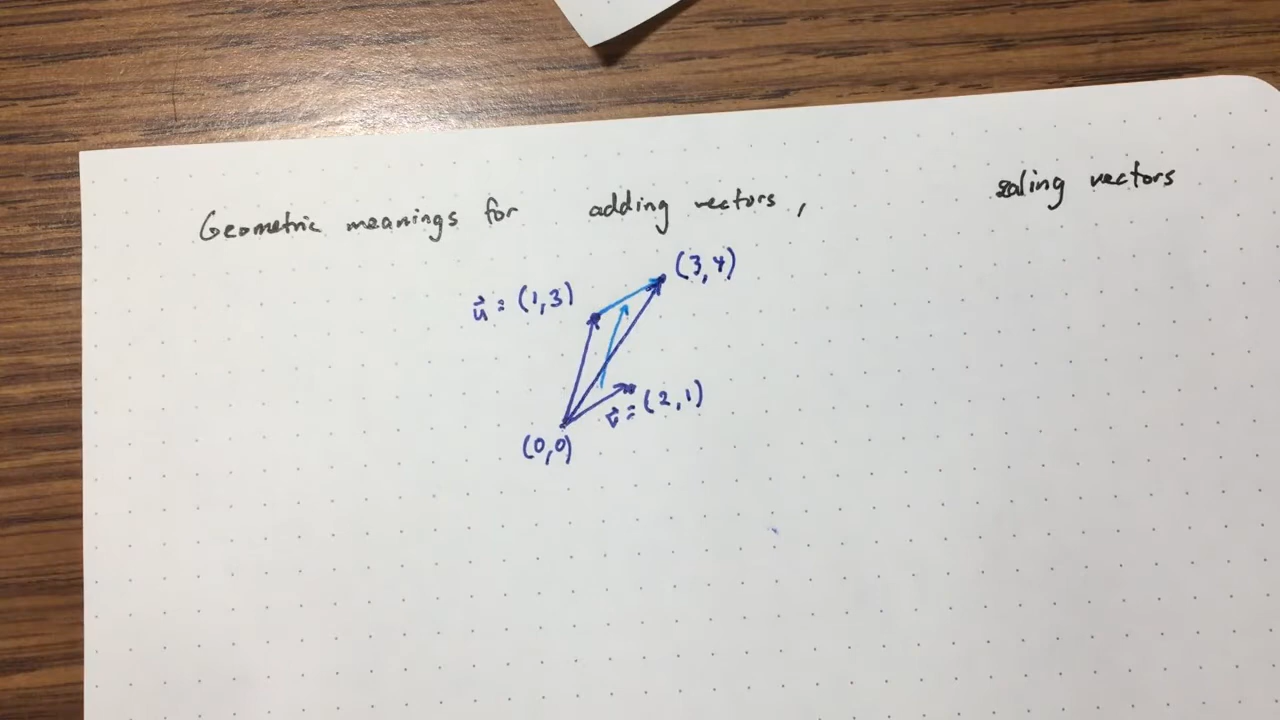 Geometric meanings for adding vectors, scaling vectors
(3,4)
u⃗ = (1,3)
v⃗ = (2,1)
(0,0)